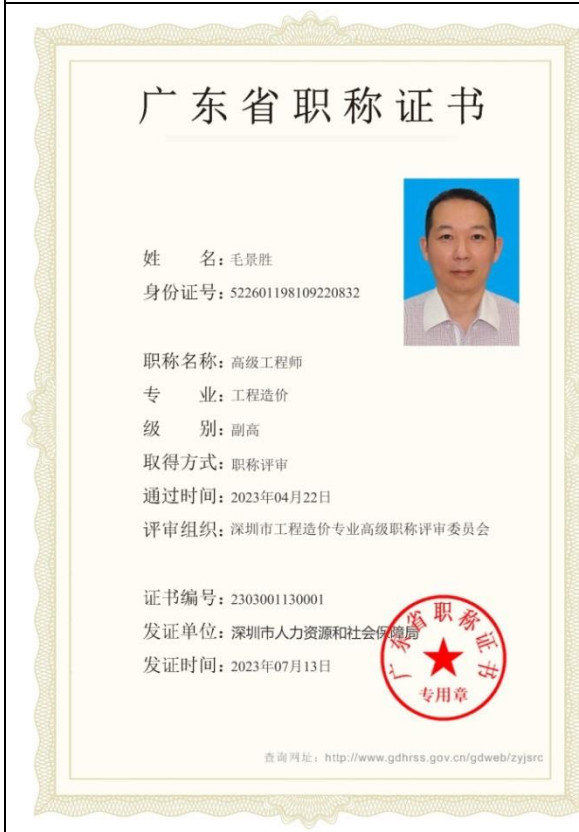 广东省职称证书
姓 名：毛景胜
身份证号：522601198109220832
职称名称：高级工程师
专 业：工程造价
级 别：副高
取得方式：职称评审
通过时间：2023年04月22日
评审组织：深圳市工程造价专业高级职称评审委员会
证书编号：2303001130001
发证单位：深圳市人力资源和社会保障局
发证时间：2023年07月13日
广东省职称证书
专用章
查询网址：http://www.gdhrss.gov.cn/gdweb/zyjsrc